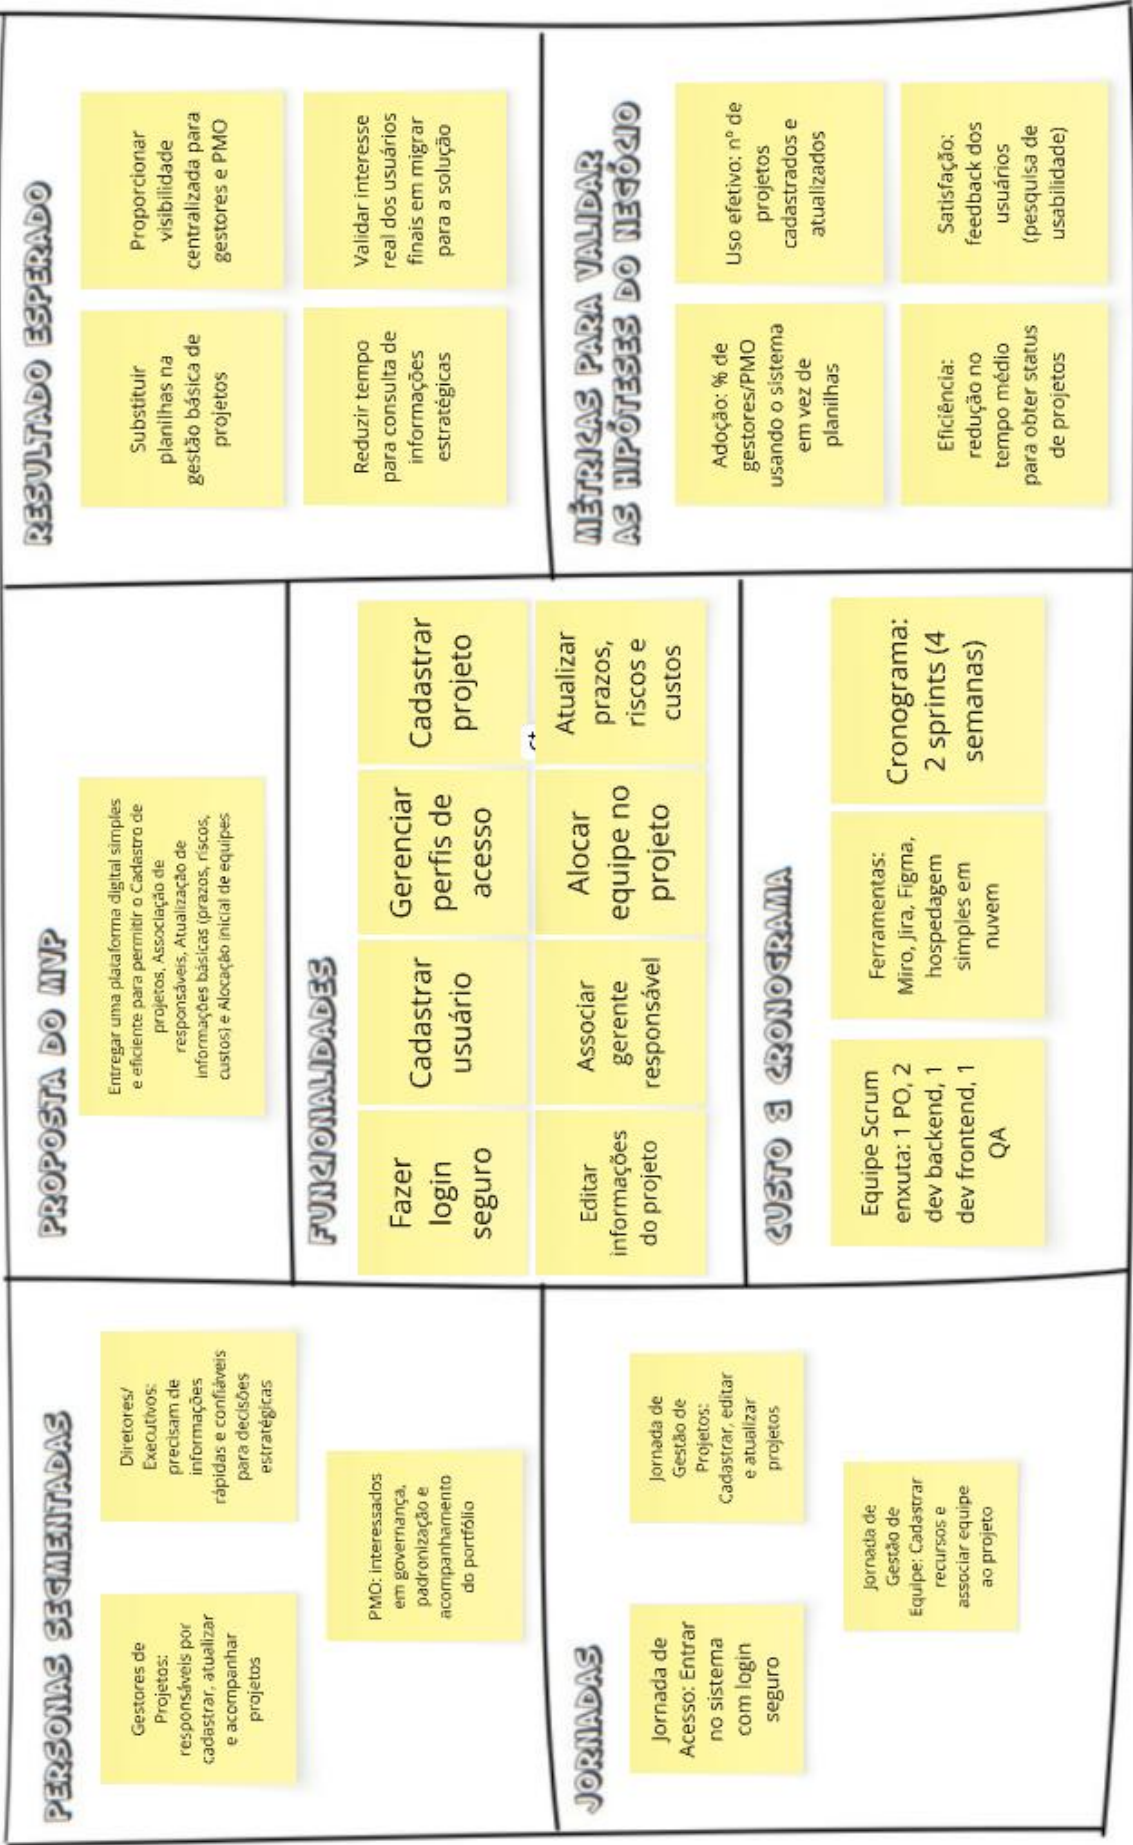 PERSONAS SEGMENTADAS
Gestores de
Projetos:
responsáveis por
cadastrar, atualizar
e acompanhar
projetos
Diretores/
Executivos:
precisam de
informações
rápidas e confiáveis
para decisões
estratégicas
PMO: interessados
em governança,
padronização e
acompanhamento
do portfólio
JORNADAS
Jornada de
Acesso: Entrar
no sistema
com login
seguro
Jornada de
Gestão de
Projetos:
Cadastrar, editar
e atualizar
projetos
Jornada de
Gestão de
Equipe: Cadastrar
recursos e
associar equipe
ao projeto
PROPOSTA DO MVP
Entregar uma plataforma digital simples
e eficiente para permitir o Cadastro de
projetos, Associação de
responsáveis, Atualização de
informações básicas (prazos, riscos,
custos) e Alocação inicial de equipes
FUNCIONALIDADES
Fazer
login
seguro
Cadastrar
usuário
Gerenciar
perfis de
acesso
Cadastrar
projeto
Editar
informações
do projeto
Associar
gerente
responsável
Alocar
equipe no
projeto
Atualizar
prazos,
riscos e
custos
CUSTO & CRONOGRAMA
Equipe Scrum
enxuta: 1 PO, 2
dev backend, 1
dev frontend, 1
QA
Ferramentas:
Miro, Jira, Figma,
hospedagem
simples em
nuvem
Cronograma:
2 sprints (4
semanas)
RESULTADO ESPERADO
Substituir
planilhas na
gestão básica de
projetos
Proporcionar
visibilidade
centralizada para
gestores e PMO
Reduzir tempo
para consulta de
informações
estratégicas
Validar interesse
real dos usuários
finais em migrar
para a solução
MÉTRICAS PARA VALIDAR
AS HIPÓTESES DO NEGÓCIO
Adoção: % de
gestores/PMO
usando o sistema
em vez de
planilhas
Uso efetivo: nº de
projetos
cadastrados e
atualizados
Eficiência:
redução no
tempo médio
para obter status
de projetos
Satisfação:
feedback dos
usuários
(pesquisa de
usabilidade)